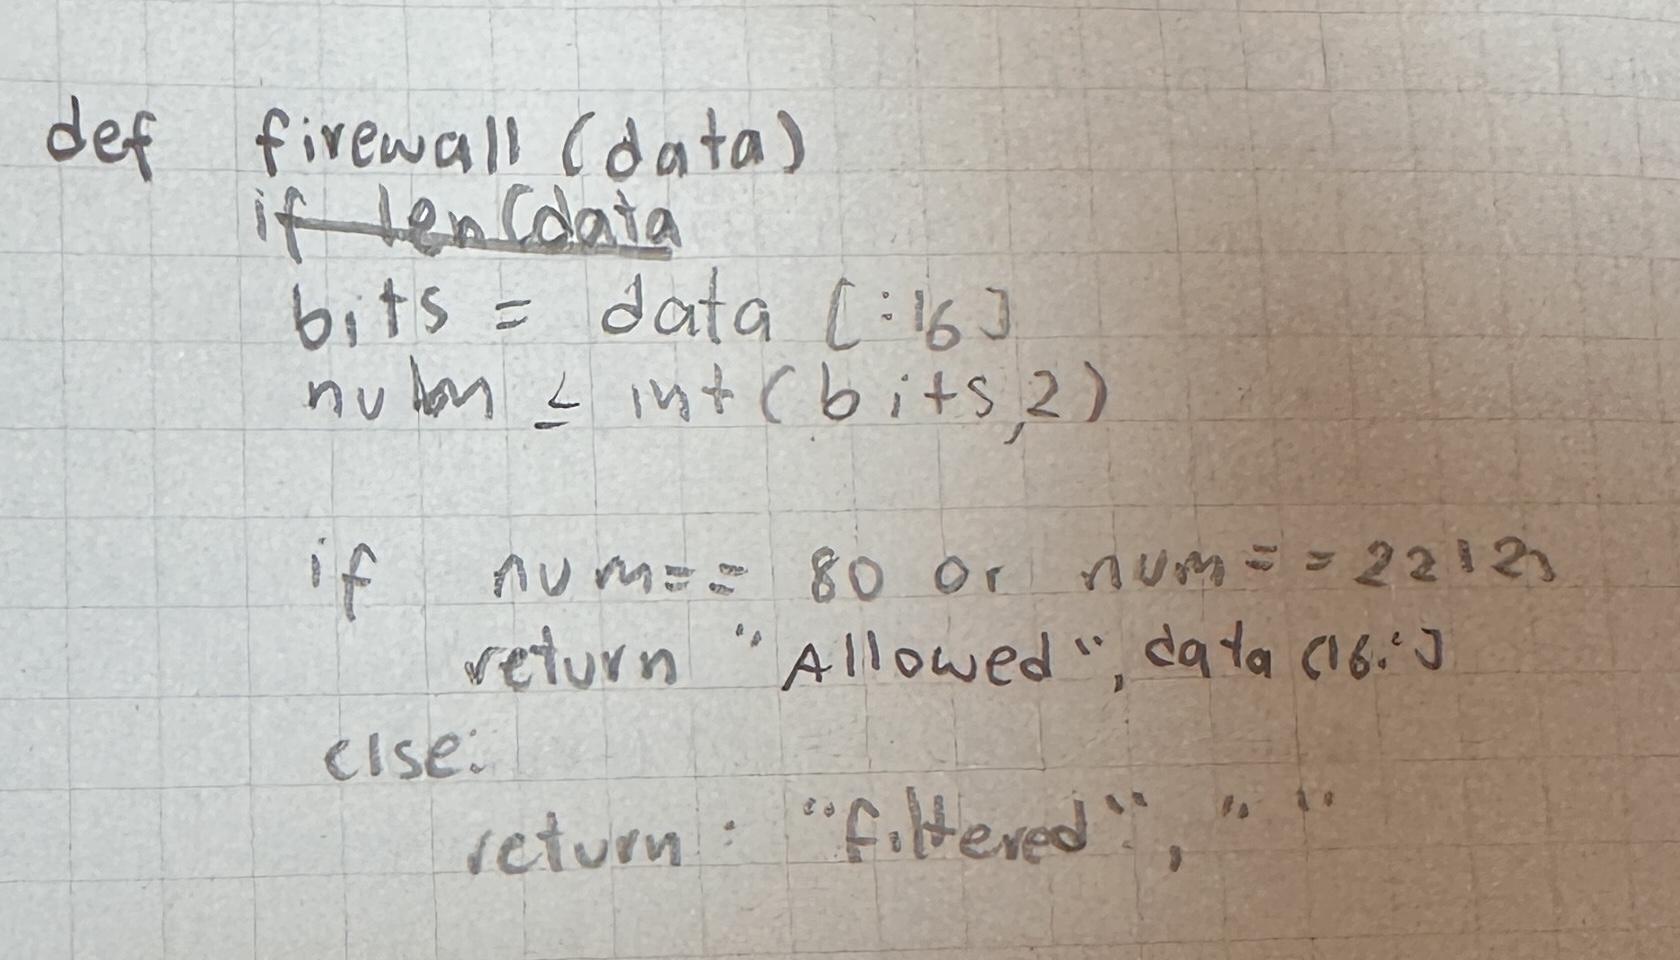 def firewall (data)
if len(data
bits = data [:16]
num = int(bits,2)
if num== 80 or num== 2212
return "Allowed", data [16:]
else:
return: "filtered", " "